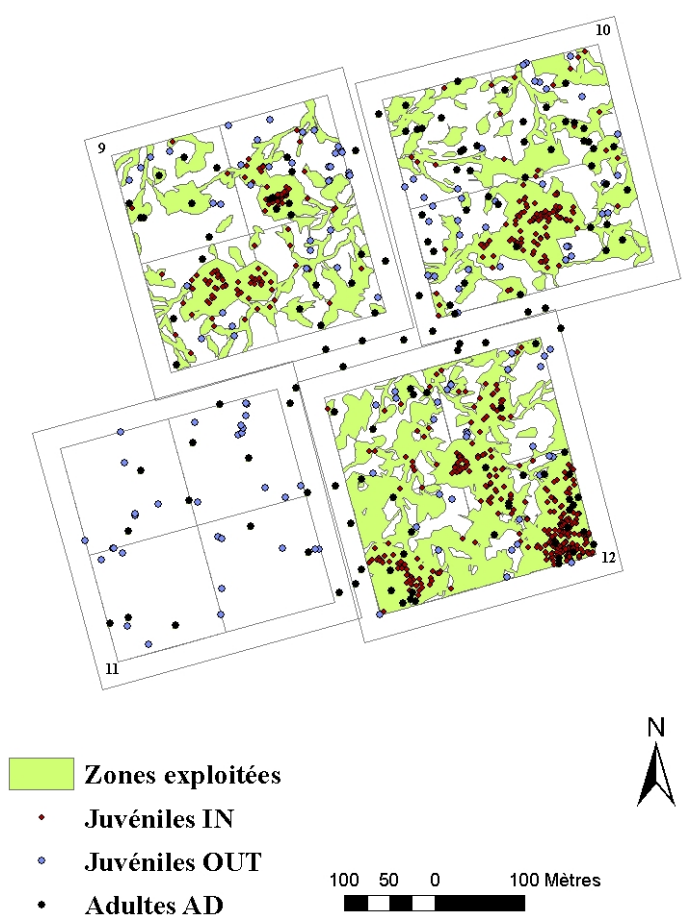 10
9
12
11
N
Zones exploitées
Juvéniles IN
Juvéniles OUT
Adultes AD
100 50 0 100 Mètres